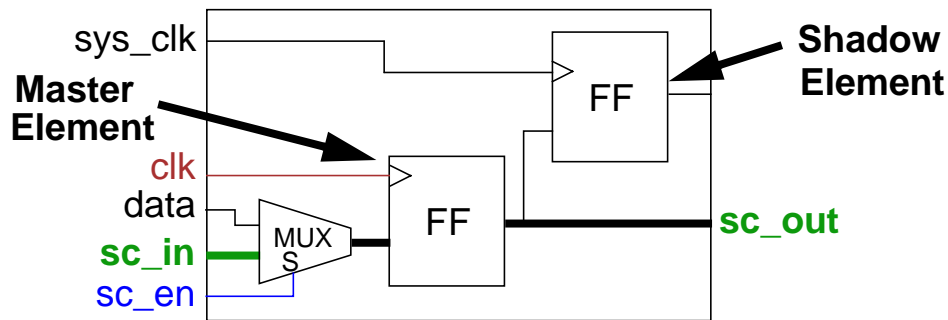 sys_clk
Shadow
Element
FF
Master
Element
clk
data
FF
MUX
S
sc_in
sc_out
sc_en